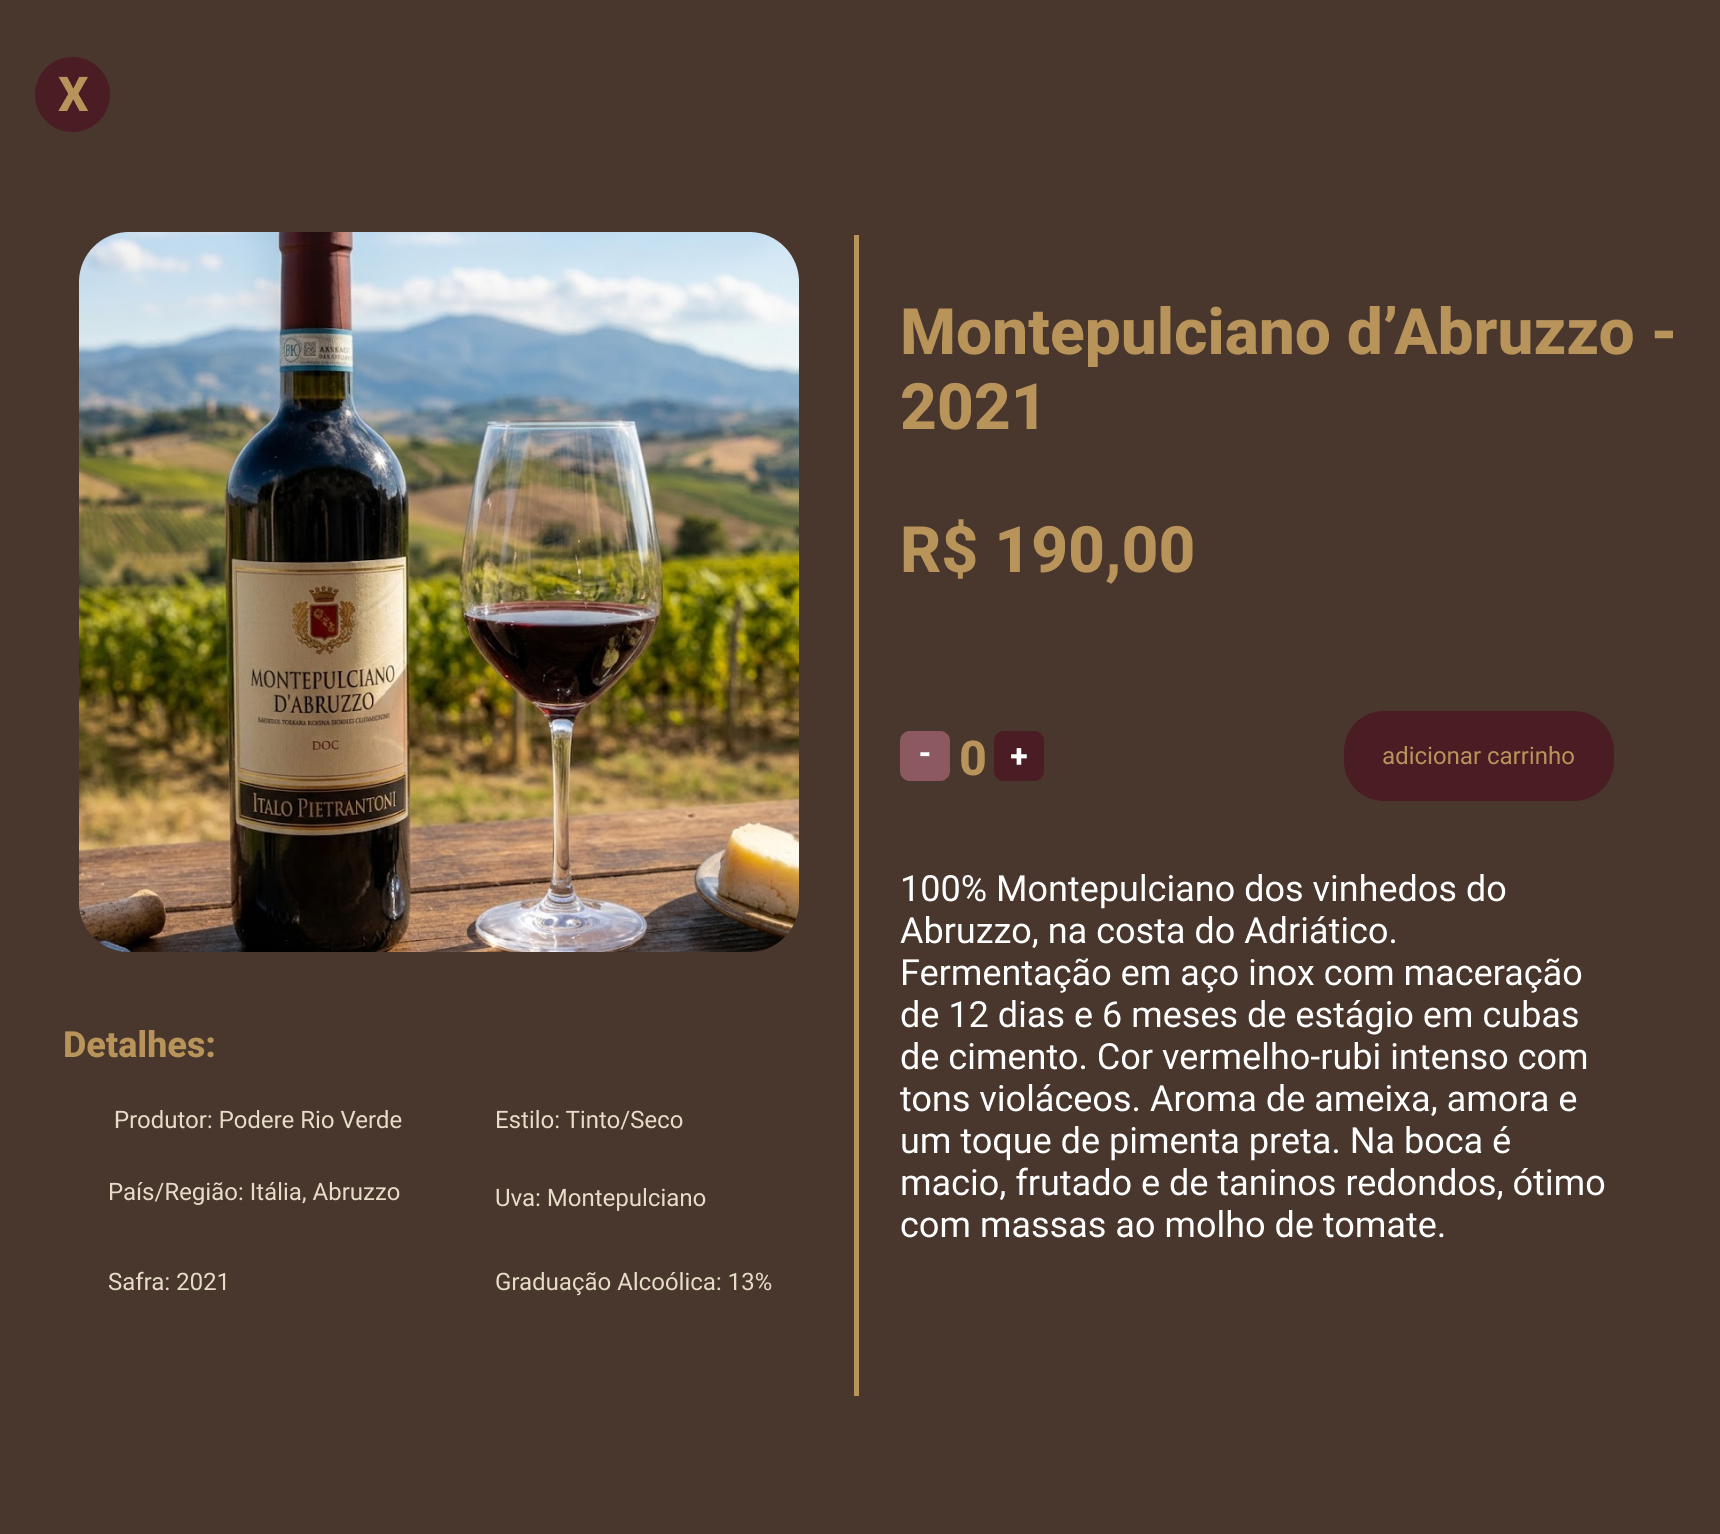 X
Montepulciano d’Abruzzo -
2021
R$ 190,00
MONTEPULCIANO
D'ABRUZZO
DOC
ITALO PIETRANTONI
- 0 +
adicionar carrinho
100% Montepulciano dos vinhedos do
Abruzzo, na costa do Adriático.
Fermentação em aço inox com maceração
de 12 dias e 6 meses de estágio em cubas
de cimento. Cor vermelho-rubi intenso com
tons violáceos. Aroma de ameixa, amora e
um toque de pimenta preta. Na boca é
macio, frutado e de taninos redondos, ótimo
com massas ao molho de tomate.
Detalhes:
Produtor: Podere Rio Verde
Estilo: Tinto/Seco
País/Região: Itália, Abruzzo
Uva: Montepulciano
Safra: 2021
Graduação Alcoólica: 13%